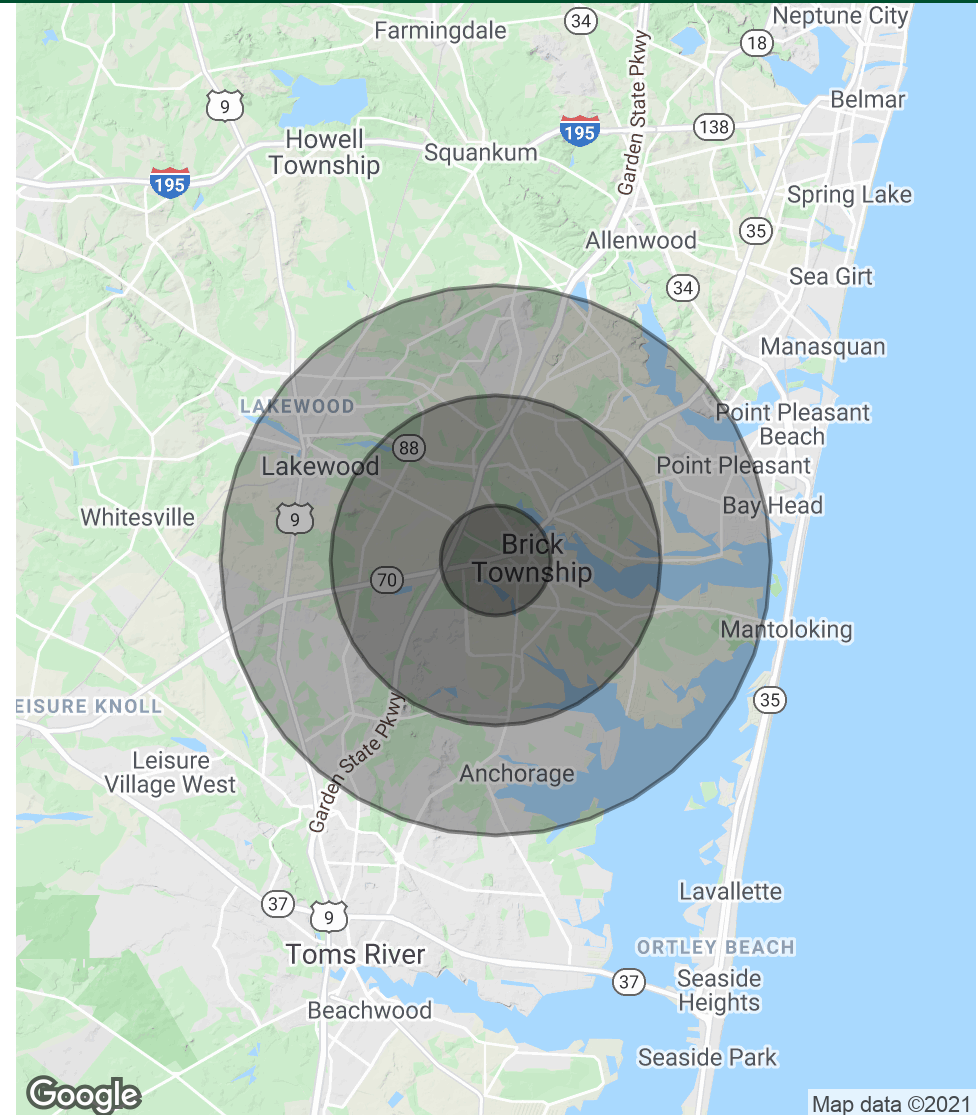 Neptune City
34
Farmingdale
18
Garden State Pkwy
9
Belmar
195
138
Howell
Township
Squankum
195
Spring Lake
35
Allenwood
Sea Girt
34
Manasquan
LAKEWOOD
Point Pleasant
Beach
88
Lakewood
Point Pleasant
Bay Head
Whitesville
9
Brick
Township
70
Mantoloking
35
EISURE KNOLL
Garden State Pkwy
Leisure
Village West
Anchorage
Lavallette
37
9
ORTLEY BEACH
Toms River
37
Seaside
Heights
Beachwood
Seaside Park
Google
Map data ©2021